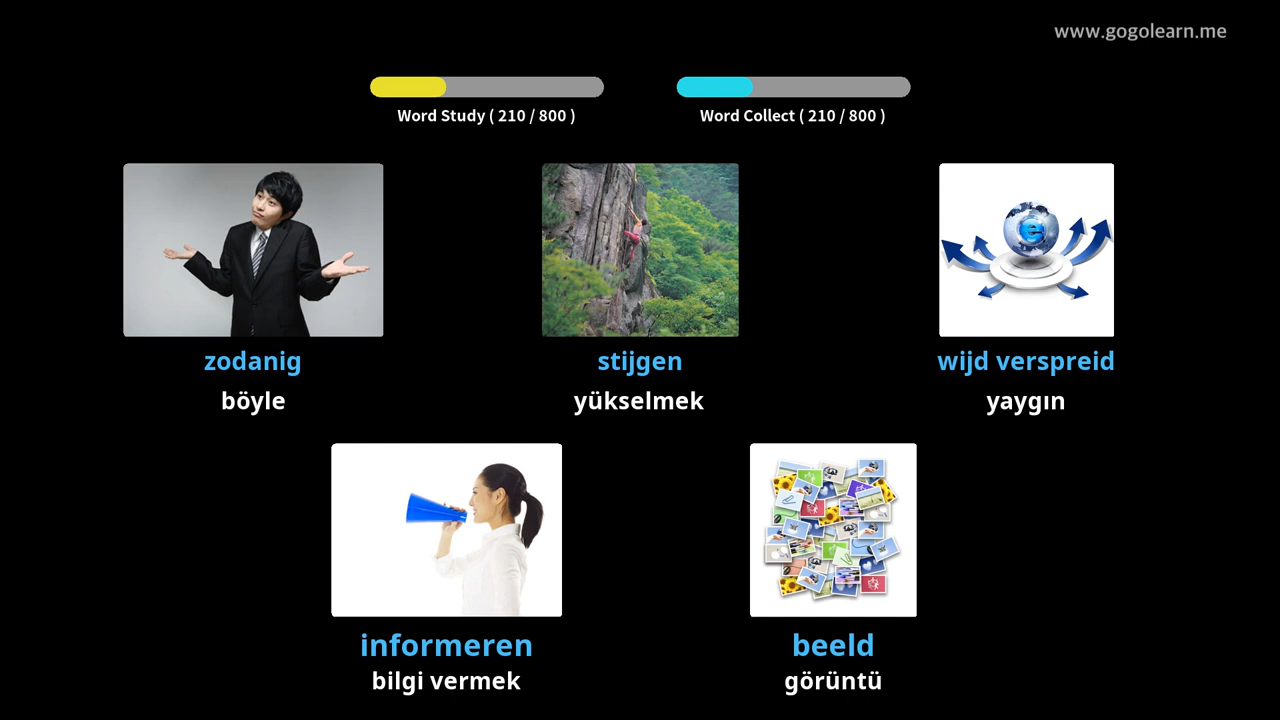 www.gogolearn.me
Word Study ( 210 / 800 )
Word Collect ( 210 / 800 )
zodanig
böyle
stijgen
yükselmek
wijd verspreid
yaygın
informeren
bilgi vermek
beeld
görüntü